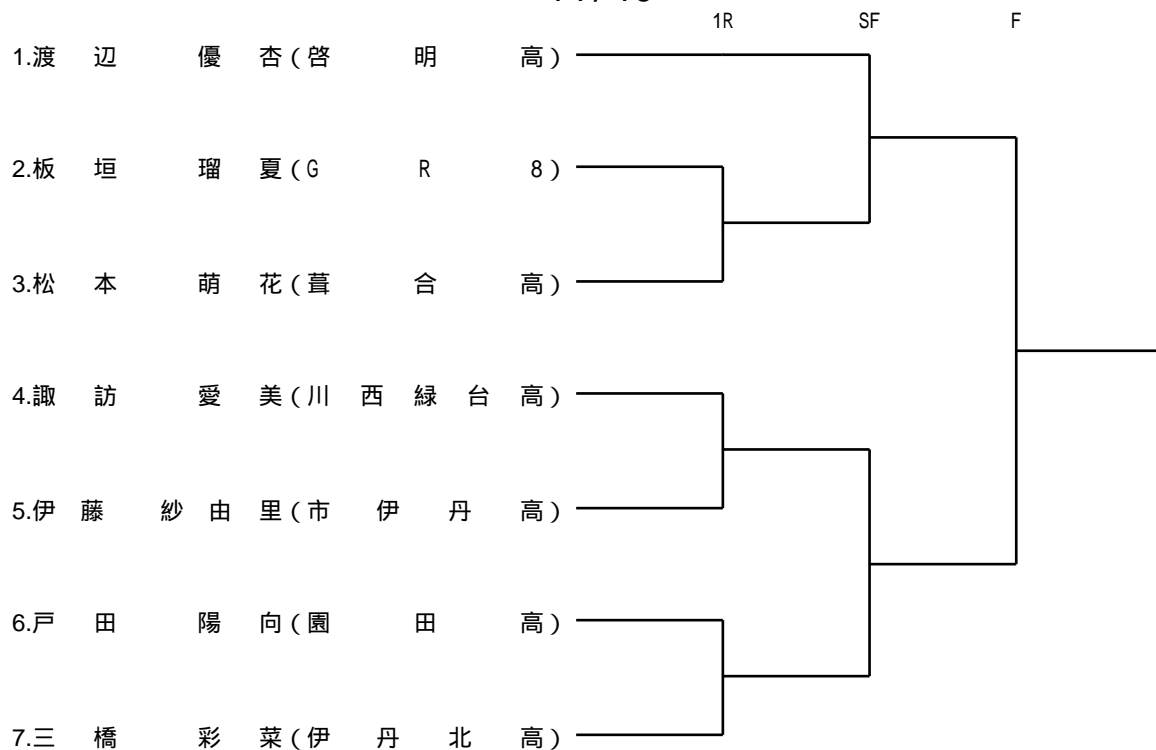 1R SF F
1.渡辺 優杏(啓明高)
2.板垣 瑠夏(GR8)
3.松本 萌花(葺合高)
4.諏訪 愛美(川西緑台高)
5.伊藤 紗由里(市伊丹高)
6.戸田 陽向(園田高)
7.三橋 彩菜(伊丹北高)